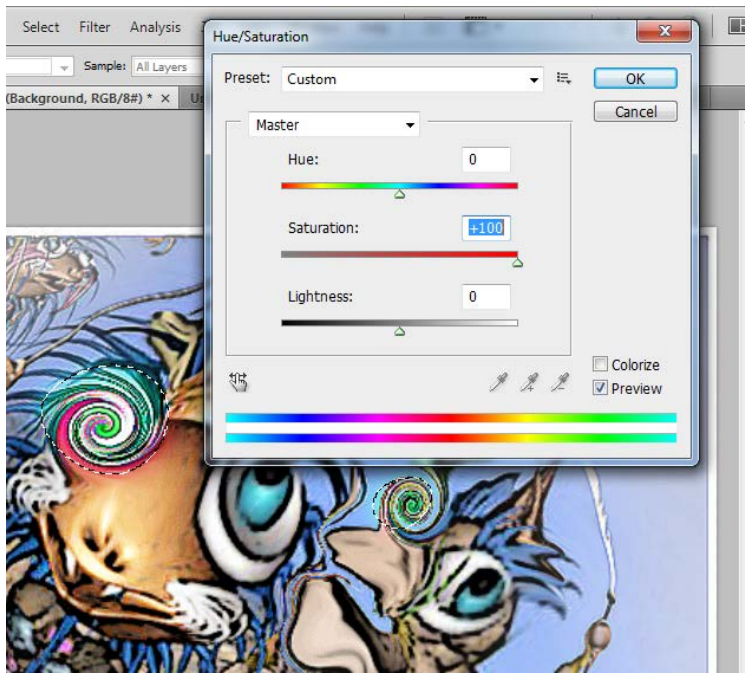 Select Filter Analysis
Hue/Saturation
Sample: All Layers
Preset: Custom
OK
(Background, RGB/8#) * ×
Cancel
Master
Hue: 0
Saturation: +100
Lightness: 0
Colorize
Preview